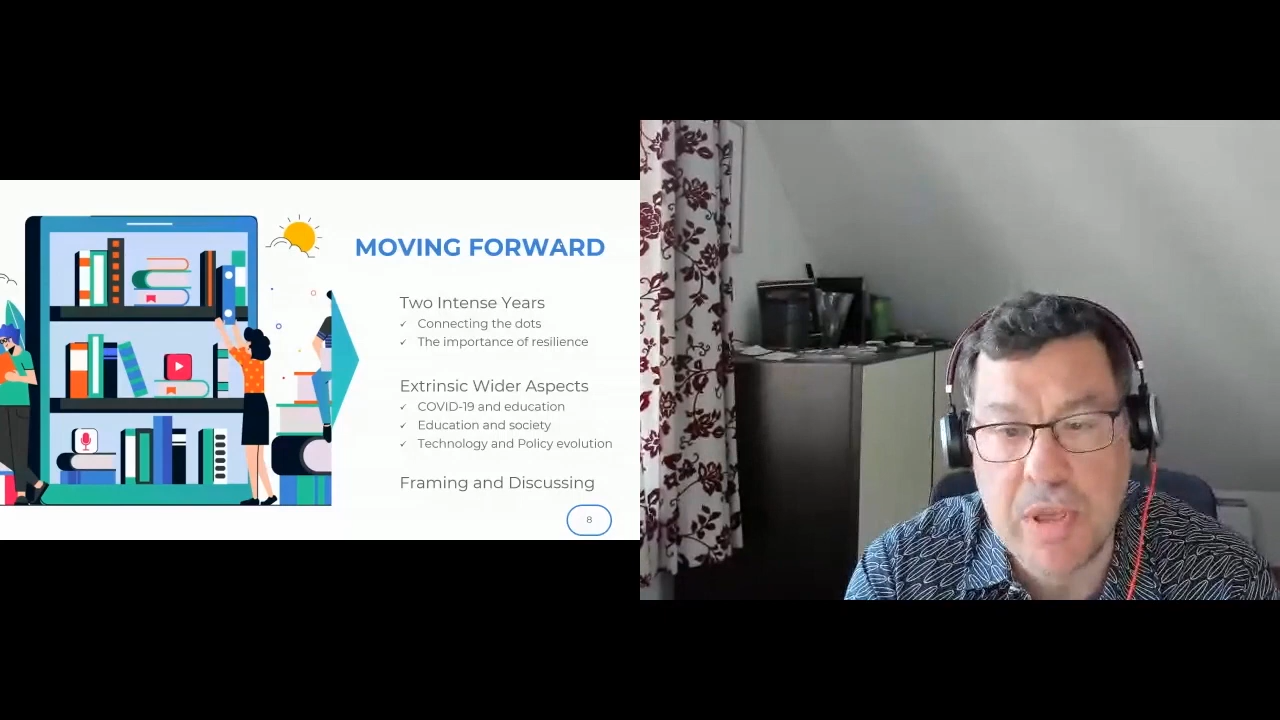 MOVING FORWARD
Two Intense Years
✓ Connecting the dots
✓ The importance of resilience
Extrinsic Wider Aspects
✓ COVID-19 and education
✓ Education and society
✓ Technology and Policy evolution
Framing and Discussing
8